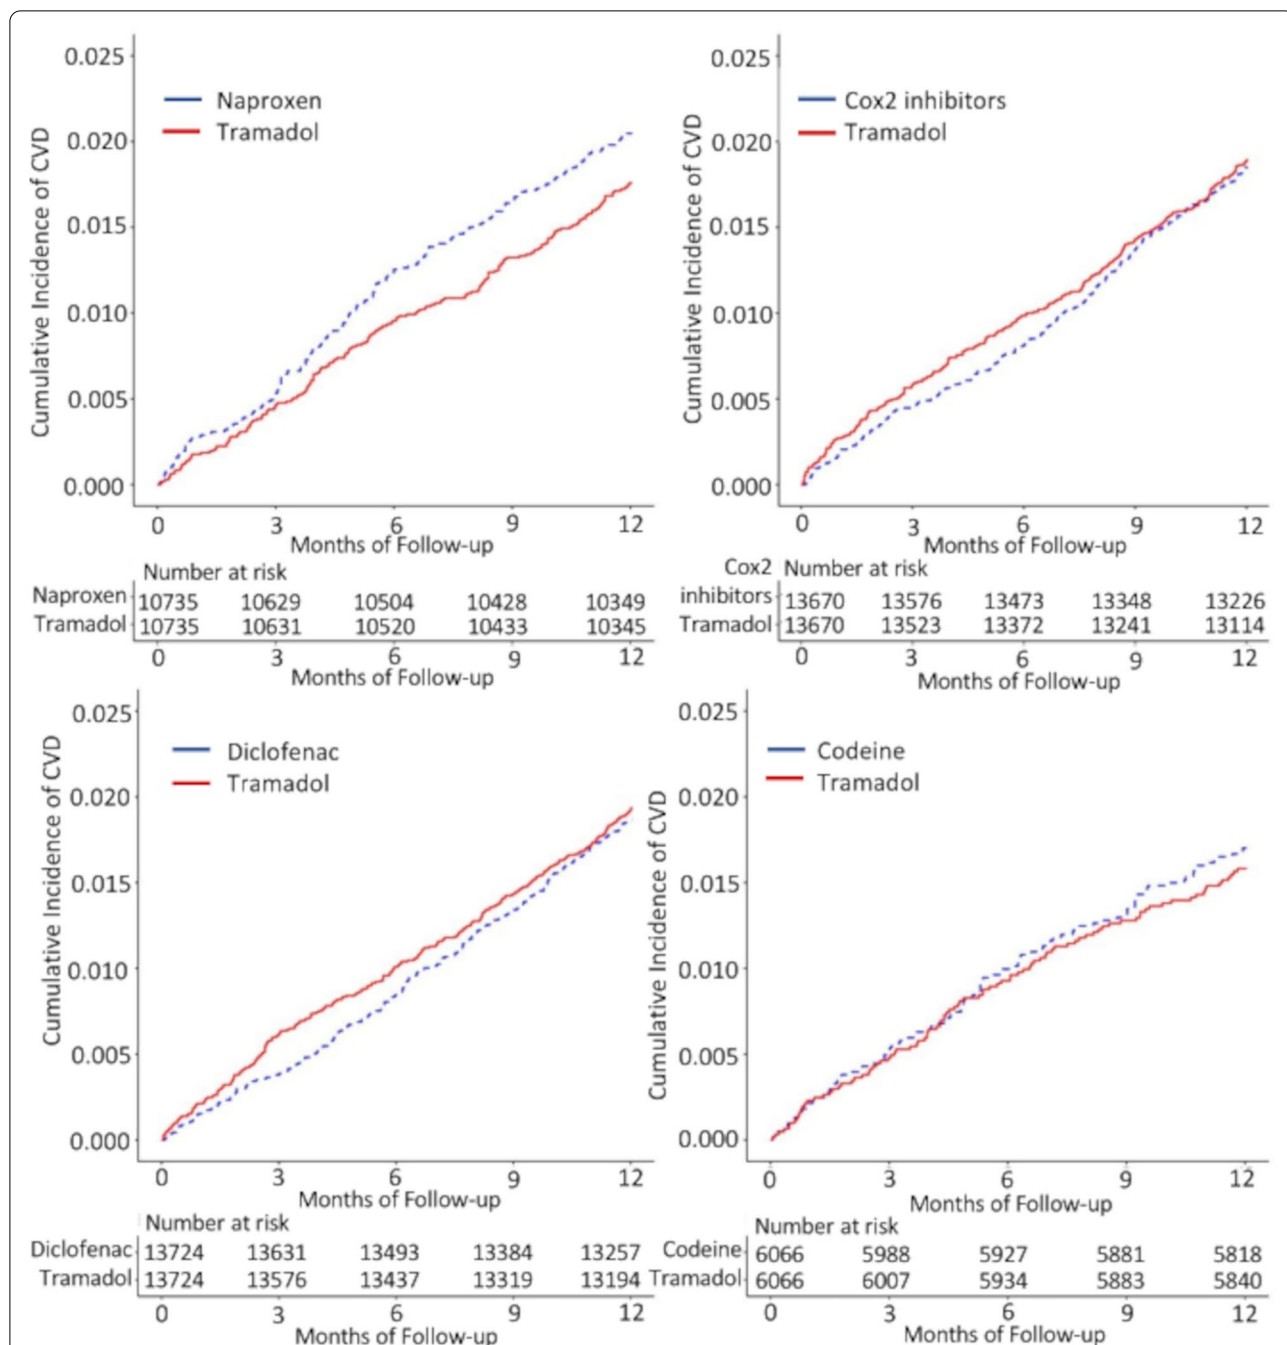 0.025
0.020
0.015
0.010
0.005
0.000
Cumulative Incidence of CVD
Naproxen
Tramadol
0 3 6 9 12
Months of Follow-up
Number at risk
Naproxen 10735 10629 10504 10428 10349
Tramadol 10735 10631 10520 10433 10345
0 3 6 9 12
Months of Follow-up
0.025
0.020
0.015
0.010
0.005
0.000
Cumulative Incidence of CVD
Cox2 inhibitors
Tramadol
0 3 6 9 12
Months of Follow-up
Cox2 Number at risk
inhibitors 13670 13576 13473 13348 13226
Tramadol 13670 13523 13372 13241 13114
0 3 6 9 12
Months of Follow-up
0.025
0.020
0.015
0.010
0.005
0.000
Cumulative Incidence of CVD
Diclofenac
Tramadol
0 3 6 9 12
Months of Follow-up
Number at risk
Diclofenac 13724 13631 13493 13384 13257
Tramadol 13724 13576 13437 13319 13194
0 3 6 9 12
Months of Follow-up
0.025
0.020
0.015
0.010
0.005
0.000
Cumulative Incidence of CVD
Codeine
Tramadol
0 3 6 9 12
Months of Follow-up
Number at risk
Codeine 6066 5988 5927 5881 5818
Tramadol 6066 6007 5934 5883 5840
0 3 6 9 12
Months of Follow-up